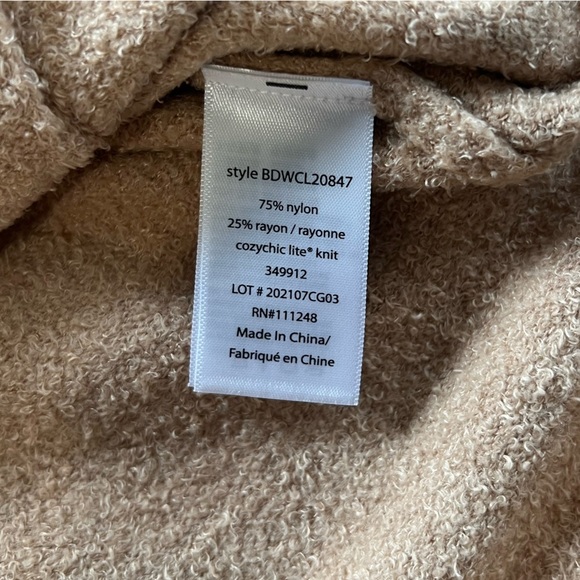 style BDWCL20847
75% nylon
25% rayon / rayonne
cozychic lite® knit
349912
LOT # 202107CG03
RN#111248
Made In China/
Fabriqué en Chine